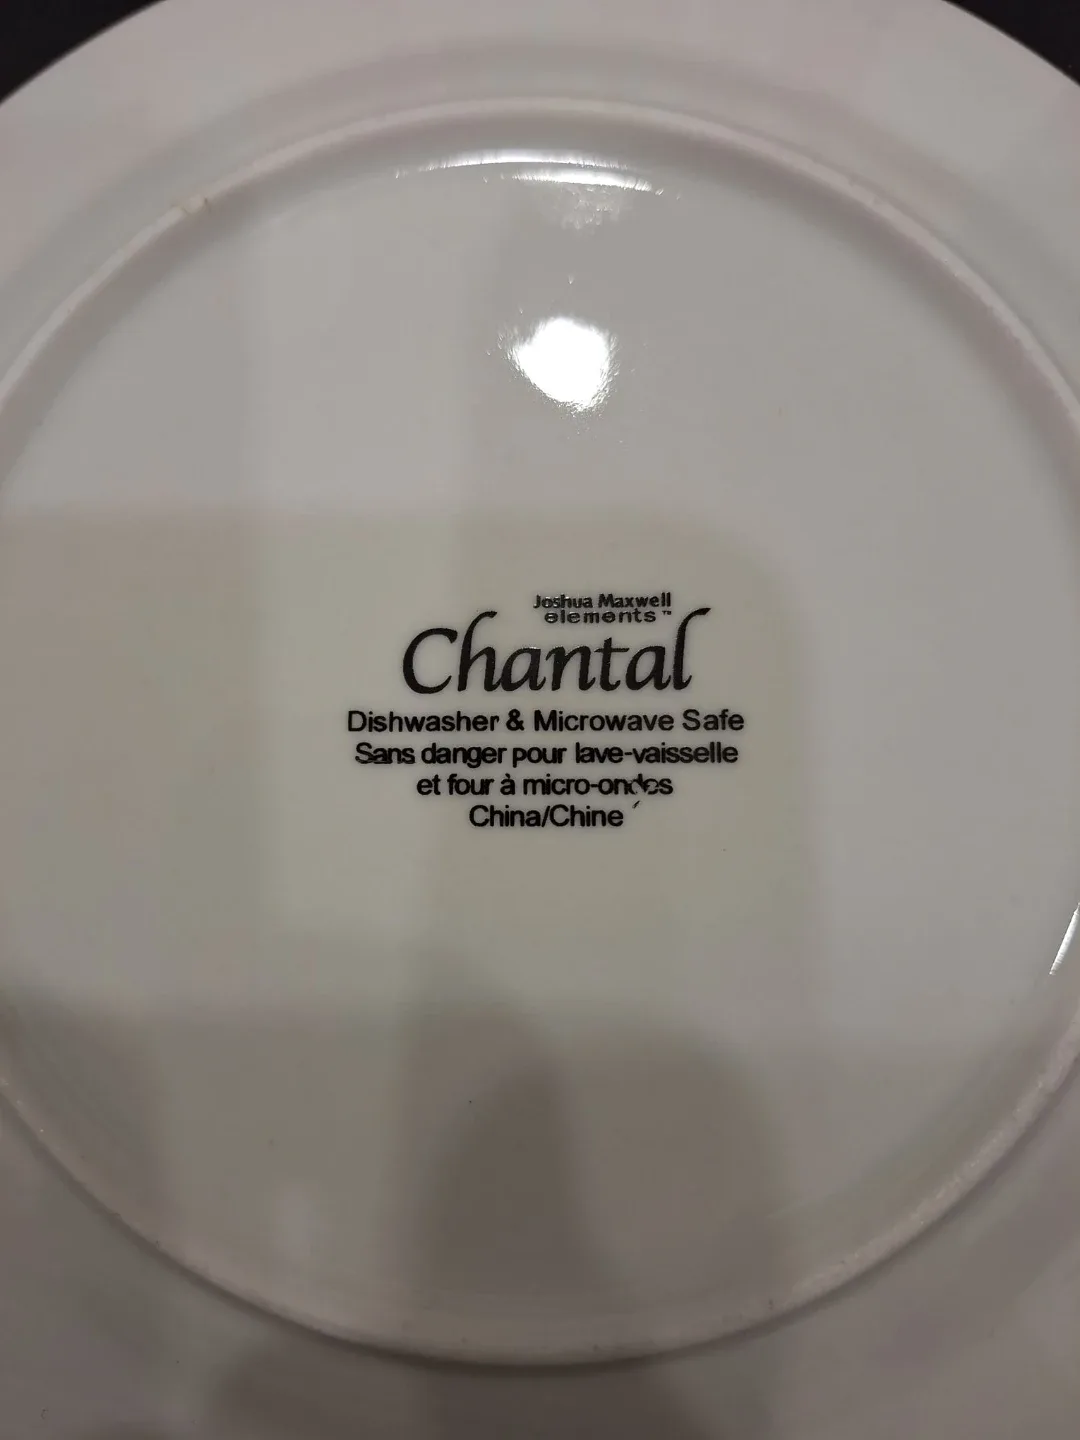 Joshua Maxwell
elements™
Chantal
Dishwasher & Microwave Safe
Sans danger pour lave-vaisselle
et four à micro-ondes
China/Chine